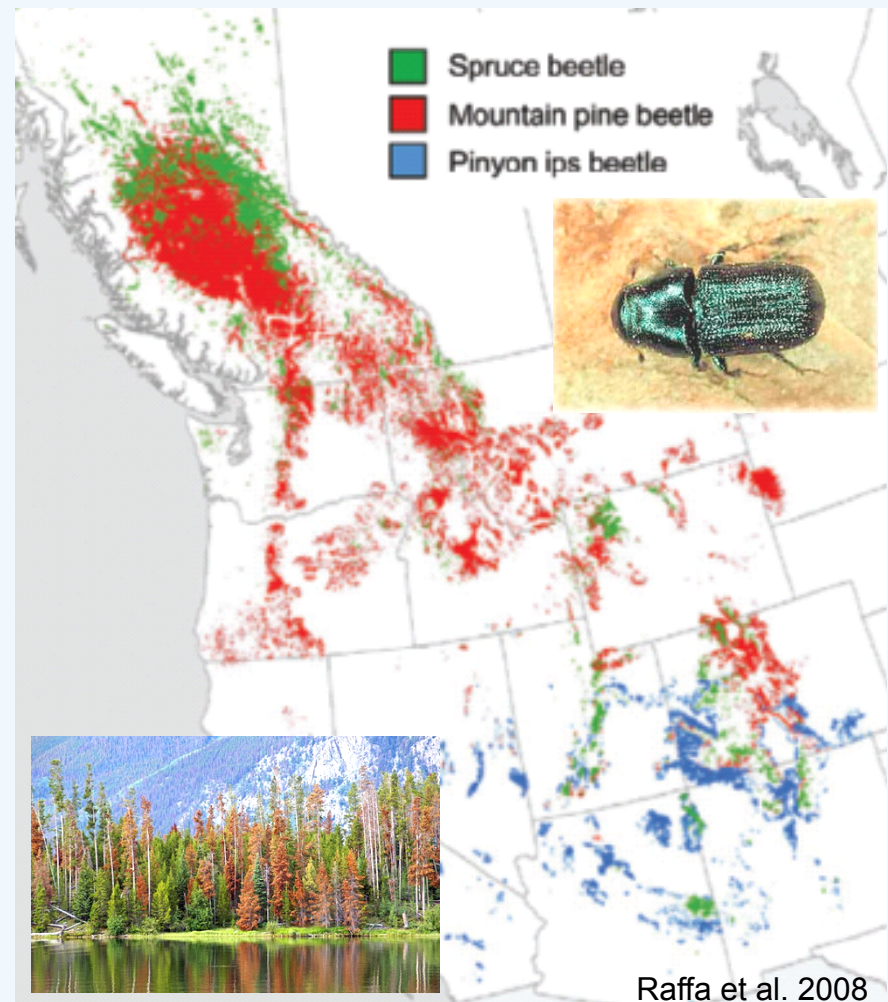 Spruce beetle
Mountain pine beetle
Pinyon ips beetle
Raffa et al. 2008